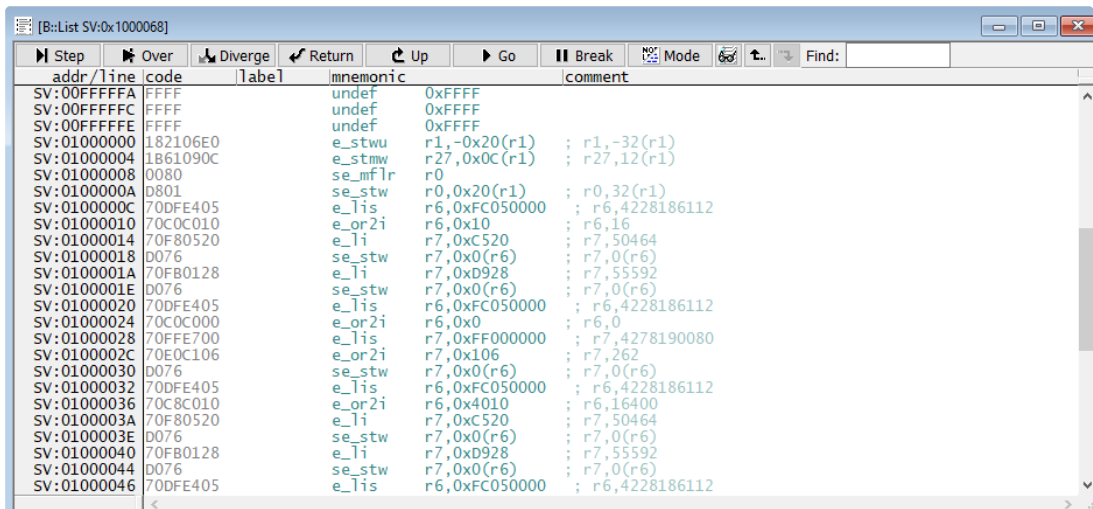 [B::List SV:0x1000068]
Step Over Diverge Return Up Go Break Mode t.. Find:
addr/line code label mnemonic comment
SV:00FFFFFA FFFF undef 0xFFFF
SV:00FFFFFC FFFF undef 0xFFFF
SV:00FFFFFE FFFF undef 0xFFFF
SV:01000000 182106E0 e_stwu r1,-0x20(r1) ; r1,-32(r1)
SV:01000004 1B61090C e_stmw r27,0x0C(r1) ; r27,12(r1)
SV:01000008 0080 se_mflr r0
SV:0100000A D801 se_stw r0,0x20(r1) ; r0,32(r1)
SV:0100000C 70DFE405 e_lis r6,0xFC050000 ; r6,4228186112
SV:01000010 70C0C010 e_or2i r6,0x10 ; r6,16
SV:01000014 70F80520 e_li r7,0xC520 ; r7,50464
SV:01000018 D076 se_stw r7,0x0(r6) ; r7,0(r6)
SV:0100001A 70FB0128 e_li r7,0xD928 ; r7,55592
SV:0100001E D076 se_stw r7,0x0(r6) ; r7,0(r6)
SV:01000020 70DFE405 e_lis r6,0xFC050000 ; r6,4228186112
SV:01000024 70C0C000 e_or2i r6,0x0 ; r6,0
SV:01000028 70FFE700 e_lis r7,0xFF000000 ; r7,4278190080
SV:0100002C 70E0C106 e_or2i r7,0x106 ; r7,262
SV:01000030 D076 se_stw r7,0x0(r6) ; r7,0(r6)
SV:01000032 70DFE405 e_lis r6,0xFC050000 ; r6,4228186112
SV:01000036 70C8C010 e_or2i r6,0x4010 ; r6,16400
SV:0100003A 70F80520 e_li r7,0xC520 ; r7,50464
SV:0100003E D076 se_stw r7,0x0(r6) ; r7,0(r6)
SV:01000040 70FB0128 e_li r7,0xD928 ; r7,55592
SV:01000044 D076 se_stw r7,0x0(r6) ; r7,0(r6)
SV:01000046 70DFE405 e_lis r6,0xFC050000 ; r6,4228186112